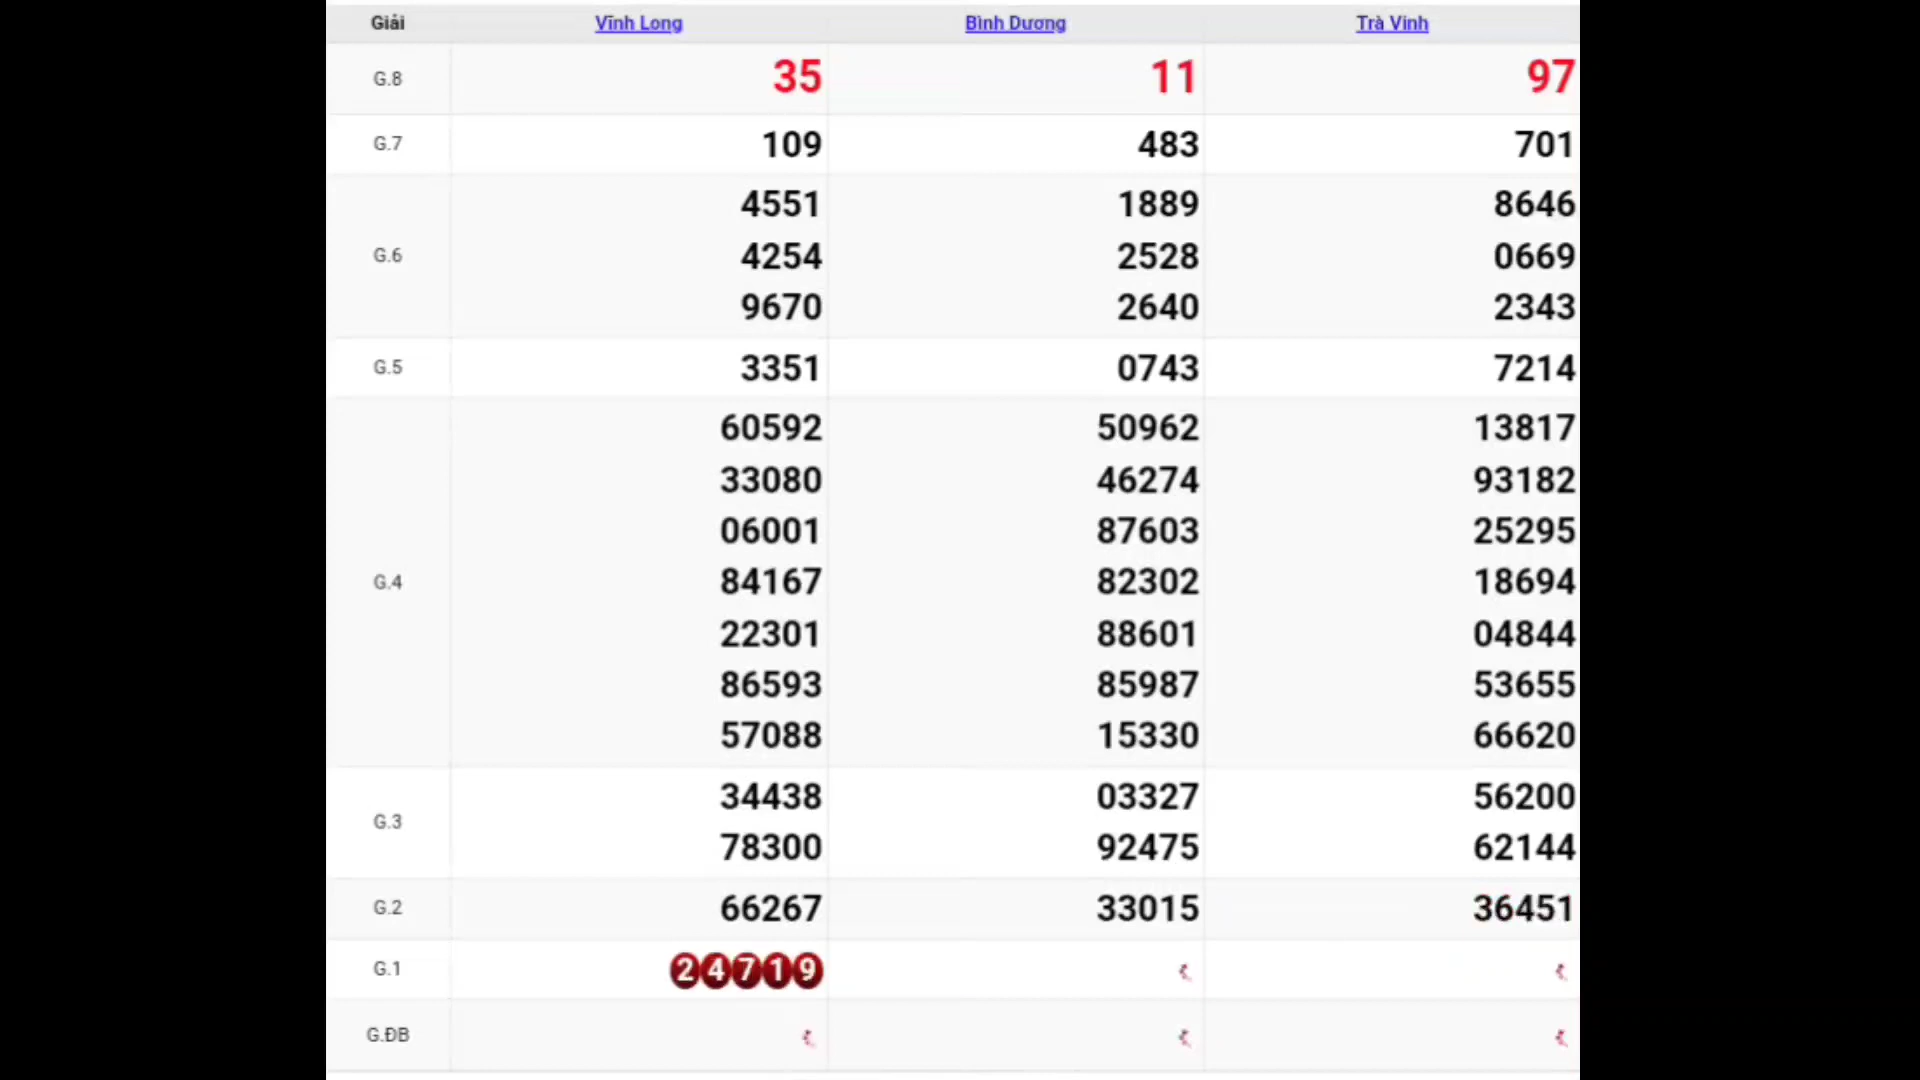 Giải Vĩnh Long Bình Dương Trà Vinh
G.8 35 11 97
G.7 109 483 701
4551 1889 8646
G.6 4254 2528 0669
9670 2640 2343
G.5 3351 0743 7214
60592 50962 13817
33080 46274 93182
06001 87603 25295
G.4 84167 82302 18694
22301 88601 04844
86593 85987 53655
57088 15330 66620
34438 03327 56200
G.3
78300 92475 62144
G.2 66267 33015 36451
G.1 24719
G.ĐB